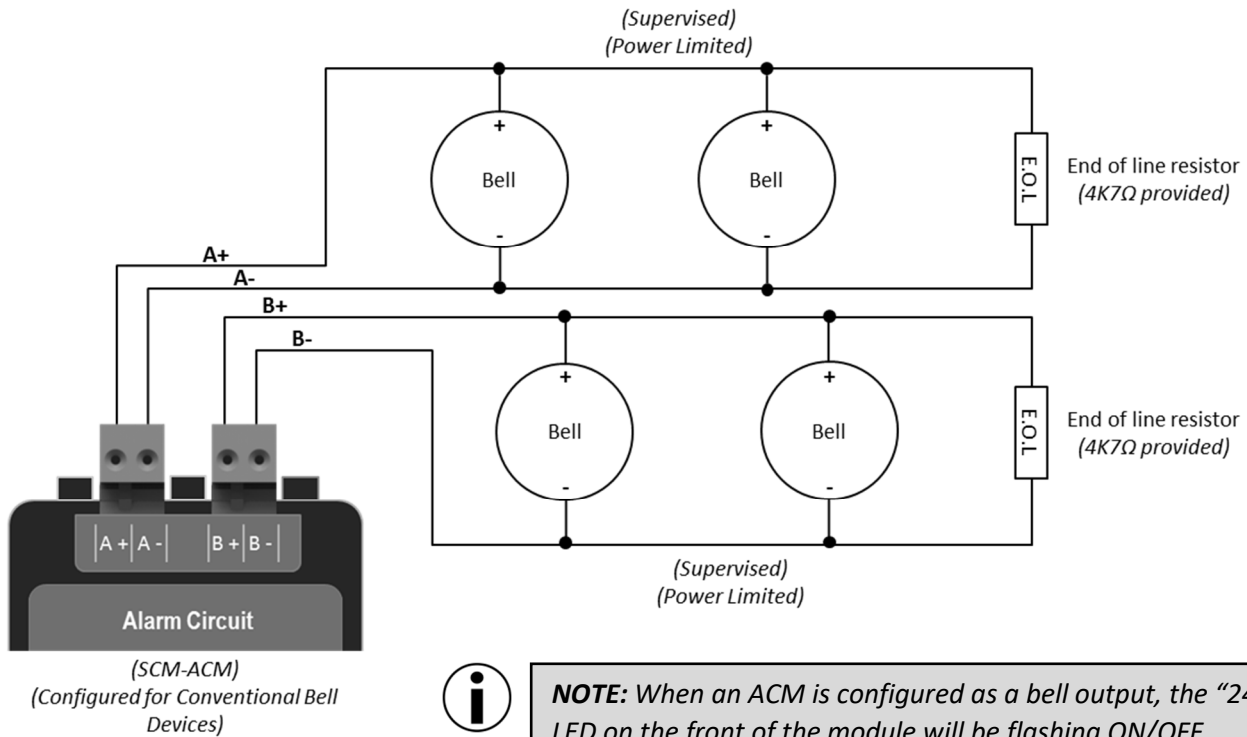 (Supervised)
(Power Limited)
+
Bell
-
+
Bell
-
E.O.L
End of line resistor
(4K7Ω provided)
A+
A-
B+
B-
+
Bell
-
+
Bell
-
E.O.L
End of line resistor
(4K7Ω provided)
(Supervised)
(Power Limited)
A + A - B + B -
Alarm Circuit
(SCM-ACM)
(Configured for Conventional Bell
Devices)
i
NOTE: When an ACM is configured as a bell output, the “24
LED on the front of the module will be flashing ON/OFF